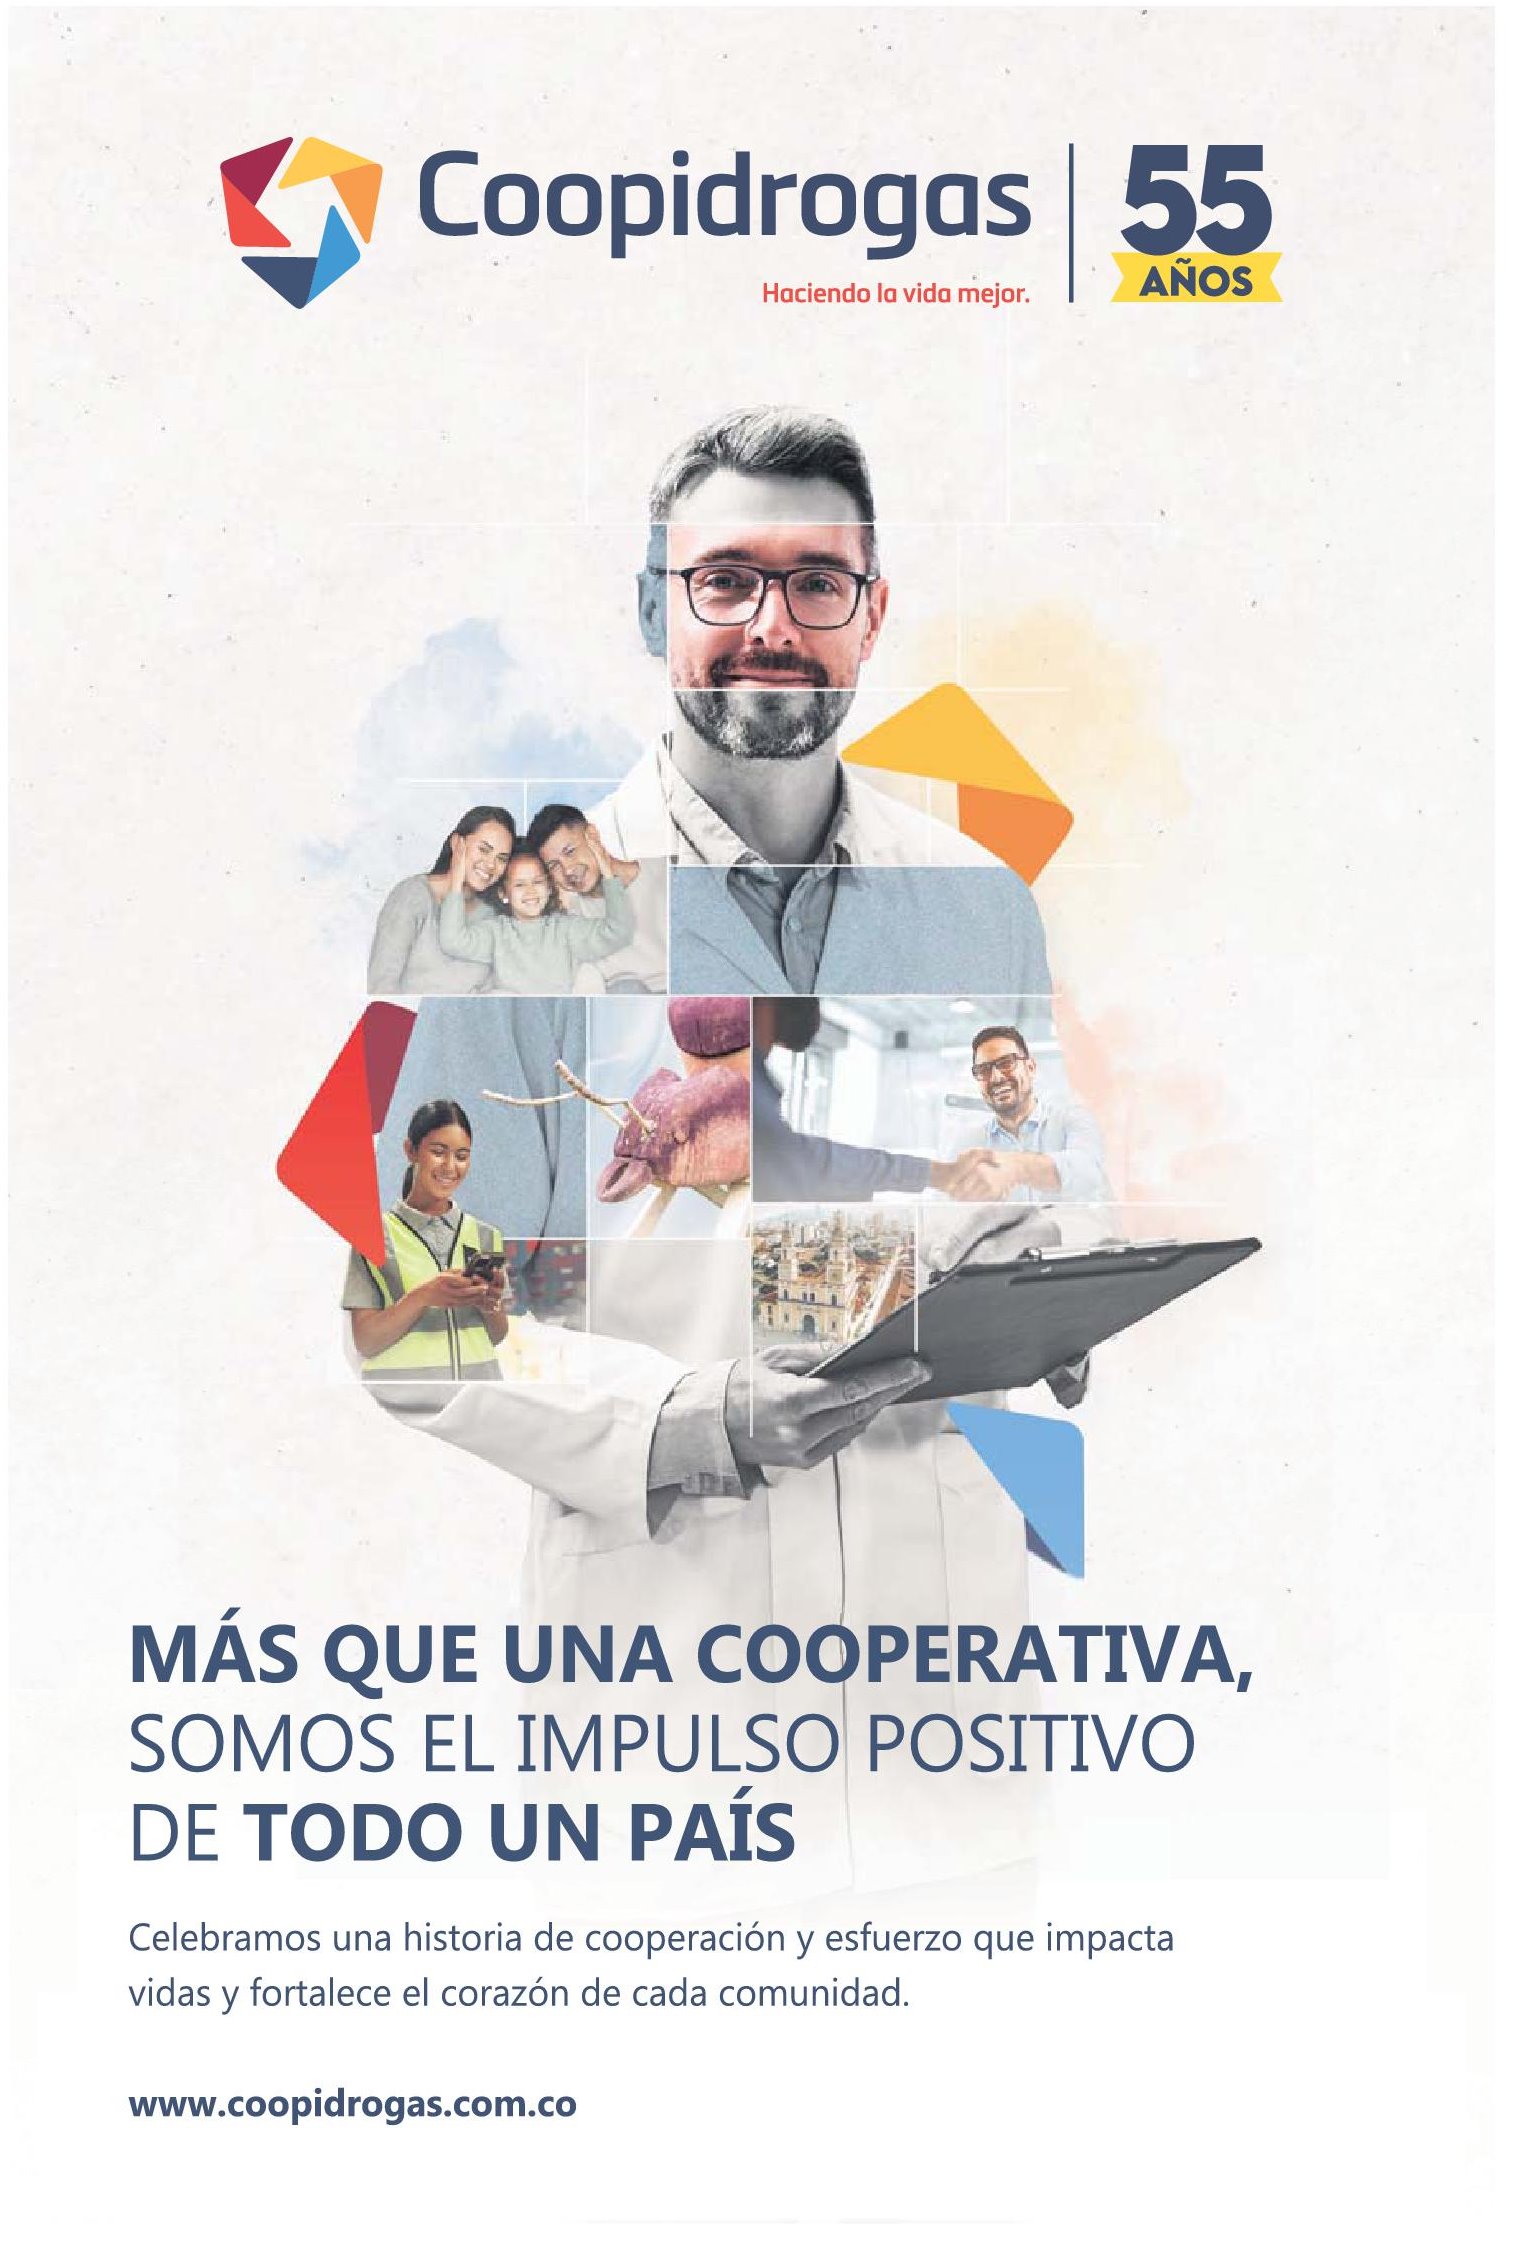 Coopidrogas
Haciendo la vida mejor.
55
AÑOS
MÁS QUE UNA COOPERATIVA,
SOMOS EL IMPULSO POSITIVO
DE TODO UN PAÍS
Celebramos una historia de cooperación y esfuerzo que impacta
vidas y fortalece el corazón de cada comunidad.
www.coopidrogas.com.co